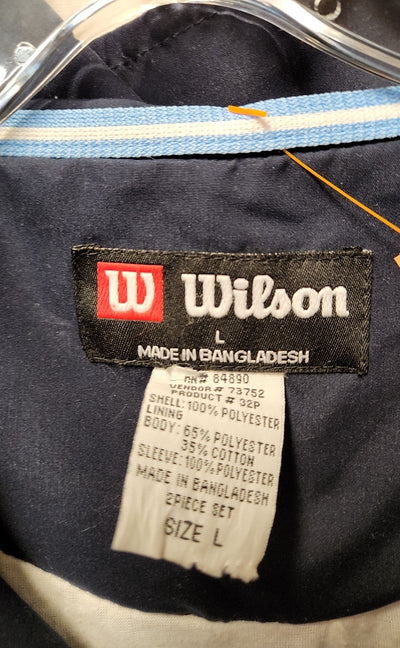 W Wilson
L
MADE IN BANGLADESH
RN# 84890
VENDOR# 73752
PRODUCT# 32P
SHELL: 100% POLYESTER
LINING
BODY: 65% POLYESTER
35% COTTON
SLEEVE: 100% POLYESTER
MADE IN BANGLADESH
2PIECE SET
SIZE L